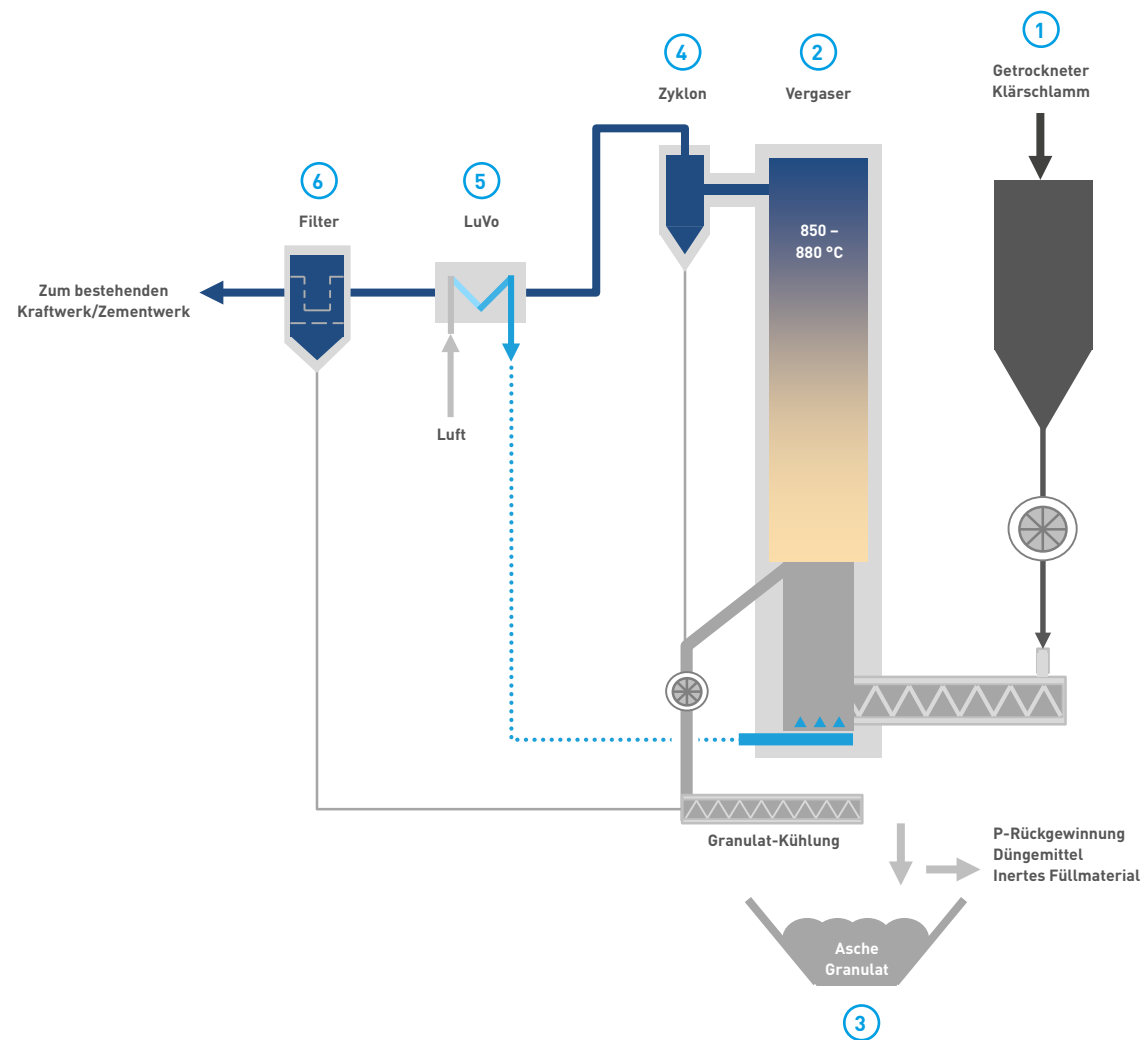 1
Getrockneter
Klärschlamm
4
Zyklon
2
Vergaser
6
Filter
5
LuVo
850 –
880 °C
Zum bestehenden
Kraftwerk/Zementwerk
Luft
Granulat-Kühlung
P-Rückgewinnung
Düngemittel
Inertes Füllmaterial
Asche
Granulat
3